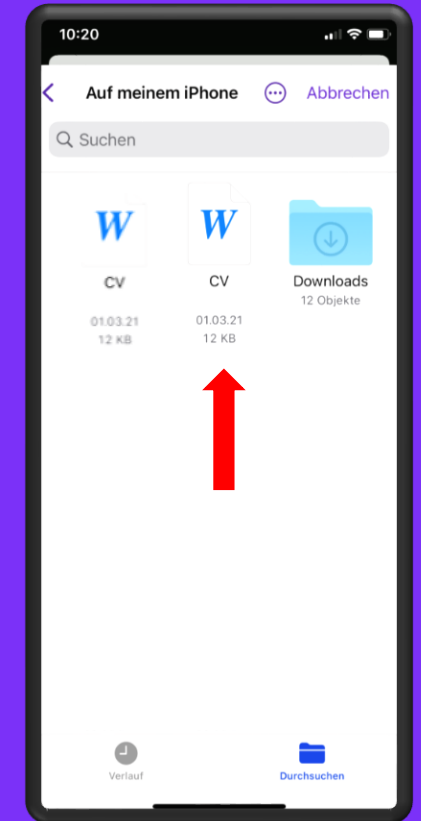 10:20
Auf meinem iPhone
Abbrechen
Suchen
W
W
CV
CV
Downloads
12 Objekte
01.03.21
12 KB
01.03.21
12 KB
Verlauf
Durchsuchen